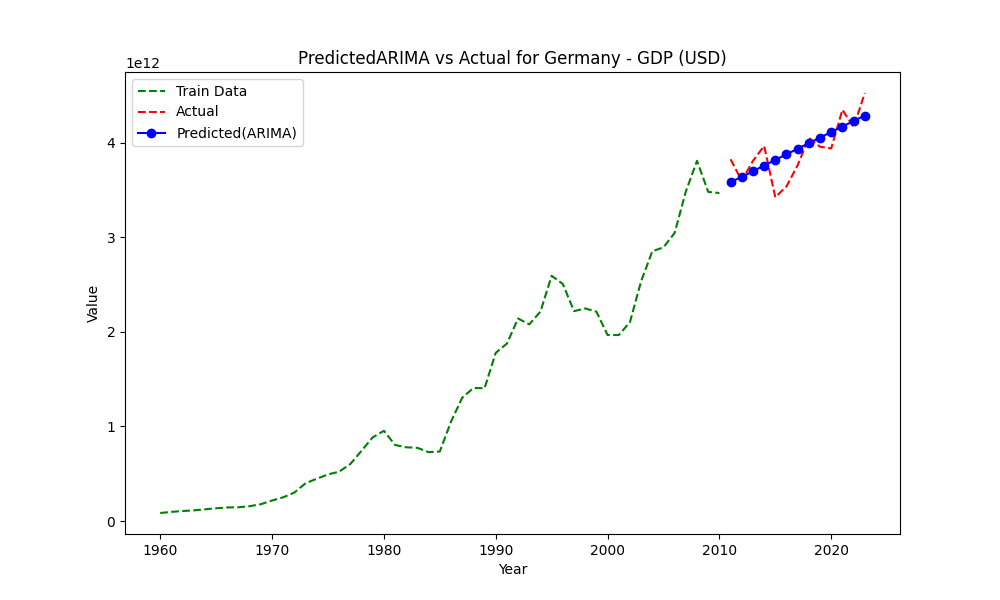 PredictedARIMA vs Actual for Germany - GDP (USD)
1e12
Train Data
Actual
Predicted(ARIMA)
4
3
2
1
0
Value
1960 1970 1980 1990 2000 2010 2020
Year